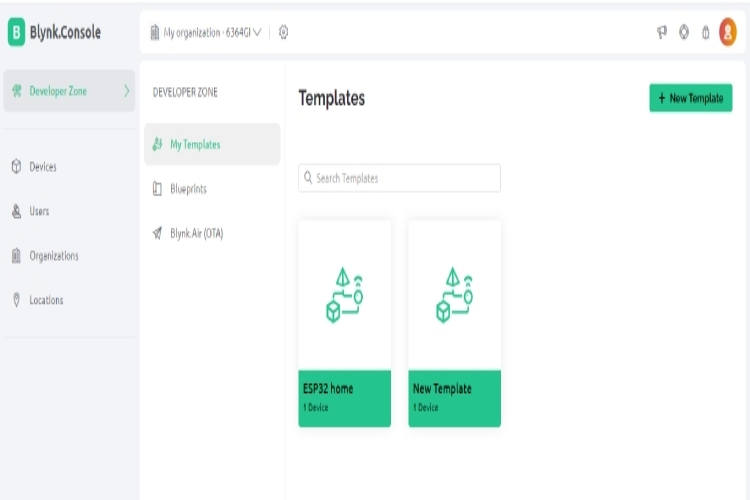 B Blynk.Console
My organization - 6364GI
Developer Zone
Devices
Users
Organizations
Locations
DEVELOPER ZONE
My Templates
Blueprints
Blynk.Air (OTA)
Templates
+ New Template
Search Templates
ESP32 home
1 Device
New Template
1 Device